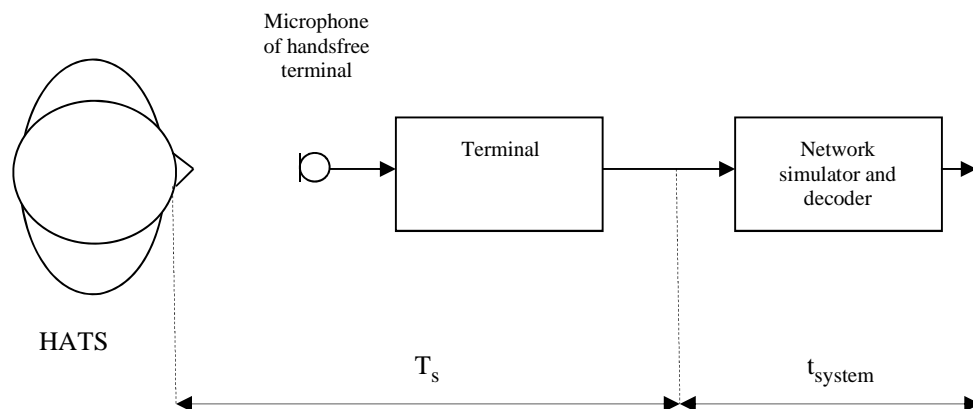 Microphone
of handsfree
terminal
Terminal
Network
simulator and
decoder
HATS
Ts
tsystem